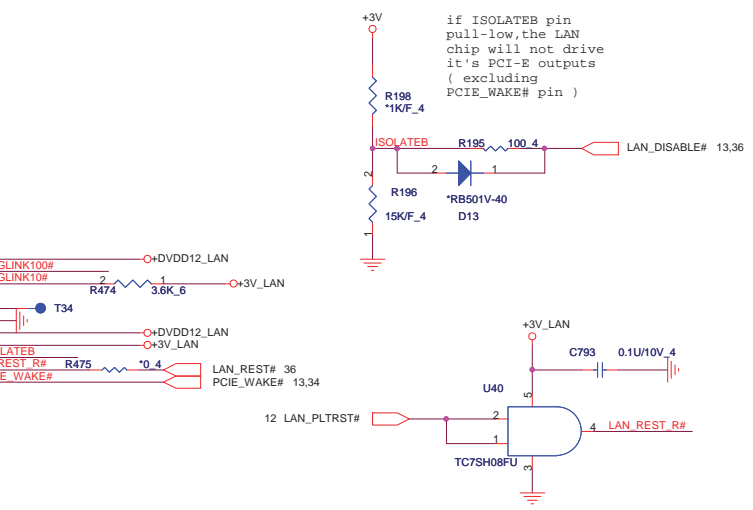 +3V
if ISOLATEB pin
pull-low,the LAN
chip will not drive
it's PCI-E outputs
( excluding
PCIE_WAKE# pin )
R198
*1K/F_4
ISOLATEB
R195 100_4
LAN_DISABLE# 13,36
2 1
*RB501V-40
D13
2
R196
15K/F_4
1
+DVDD12_LAN
GLINK100#
GLINK10#
2 1
R474 3.6K_6
+3V_LAN
T34
+DVDD12_LAN
+3V_LAN
LATEB
REST_R# R475 *0_4
LAN_REST# 36
E_WAKE#
PCIE_WAKE# 13,34
+3V_LAN
C793 0.1U/10V_4
U40
5
12 LAN_PLTRST#
2
1
4 LAN_REST_R#
TC7SH08FU
3